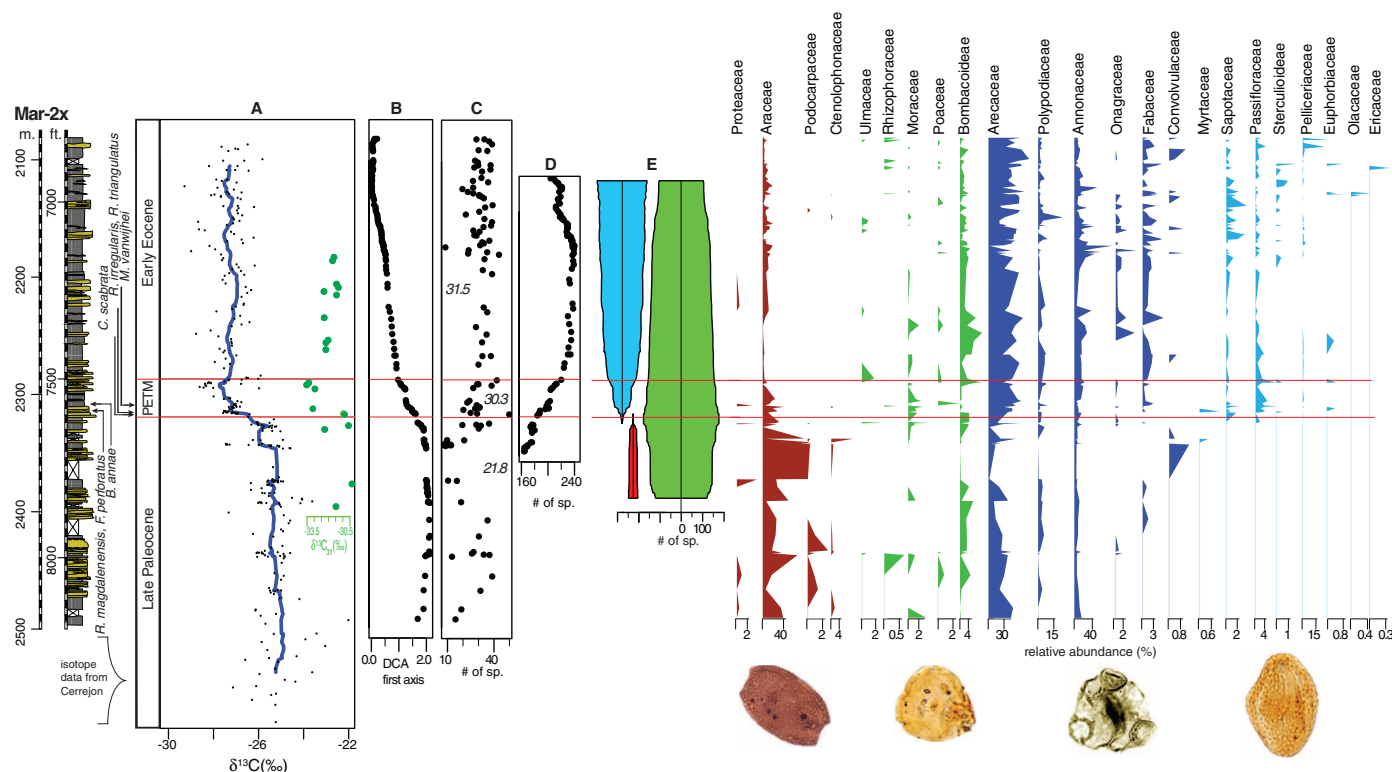 Mar-2x
m. ft.
2100
2200
2300
2400
2500
7000
7500
8000
C. scabrata
R. irregularis, R. triangulatus
M. vanwijhei
R. magdalensis, F. perforatus
B. annae
isotope
data from
Cerrejon
Early Eocene
PETM
Late Paleocene
A
-33.5 -30.5
δ¹³C₃₁(‰)
-30 -28 -26 -24 -22
δ¹³C(‰)
B
0.0 2.0
DCA
first axis
C
31.5
30.3
21.8
10 40
# of sp.
D
160 240
# of sp.
E
0 100
# of sp.
Proteaceae
Araceae
Podocarpaceae
Ctenolophonaceae
Ulmaceae
Rhizophoraceae
Moraceae
Poaceae
Bombacoideae
Arecaceae
Polypodiaceae
Annonaceae
Onagraceae
Fabaceae
Convolvulaceae
Myrtaceae
Sapotaceae
Passifloraceae
Sterculioideae
Pelliceriaceae
Euphorbiaceae
Olacaceae
Ericaceae
2 40 2 4 2 0.5 2 2 4 30 15 40 2 3 0.8 0.6 2 4 1 15 0.8 0.4 0.3
relative abundance (%)